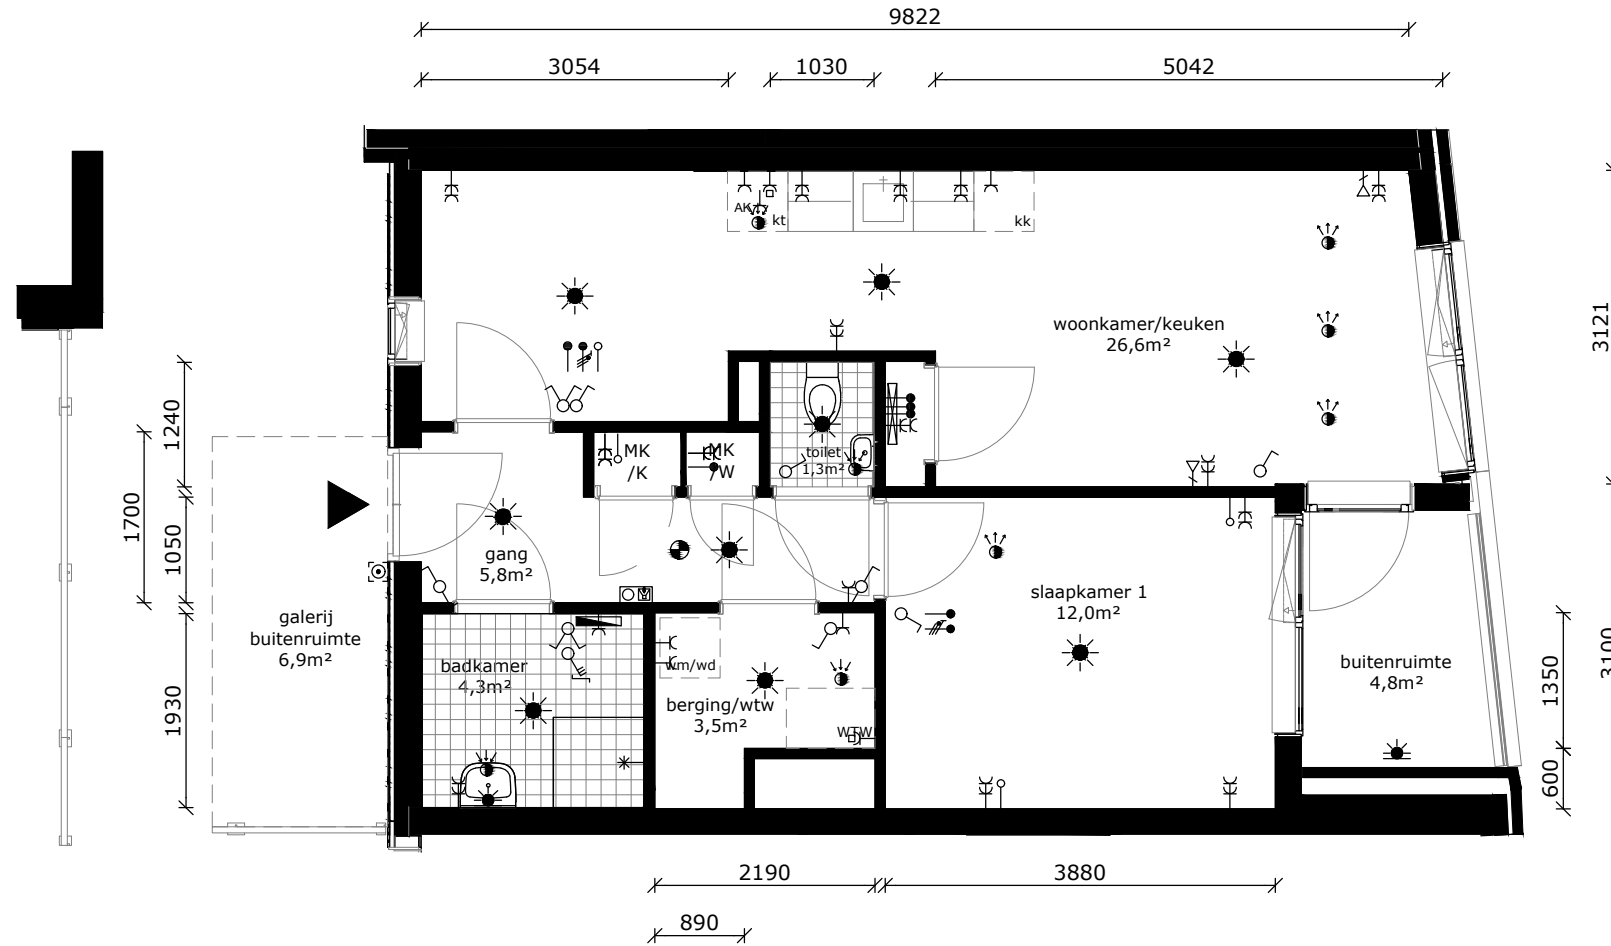 9822
3054
1030
5042
AK
kt
kk
woonkamer/keuken
26,6m²
3121
1240
1700
1050
1930
MK
/K
MK
/W
toilet
1,3m²
gang
5,8m²
galerij
buitenruimte
6,9m²
slaapkamer 1
12,0m²
badkamer
4,3m²
wm/wd
berging/wtw
3,5m²
WTW
buitenruimte
4,8m²
1350
3100
600
2190
3880
890